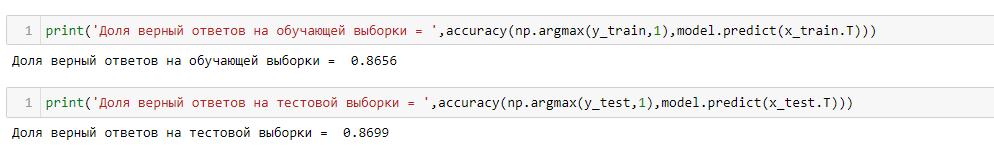 1 print('Доля верный ответов на обучающей выборки = ',accuracy(np.argmax(y_train,1),model.predict(x_train.T)))
Доля верный ответов на обучающей выборки =  0.8656
1 print('Доля верный ответов на тестовой выборки = ',accuracy(np.argmax(y_test,1),model.predict(x_test.T)))
Доля верный ответов на тестовой выборки =  0.8699